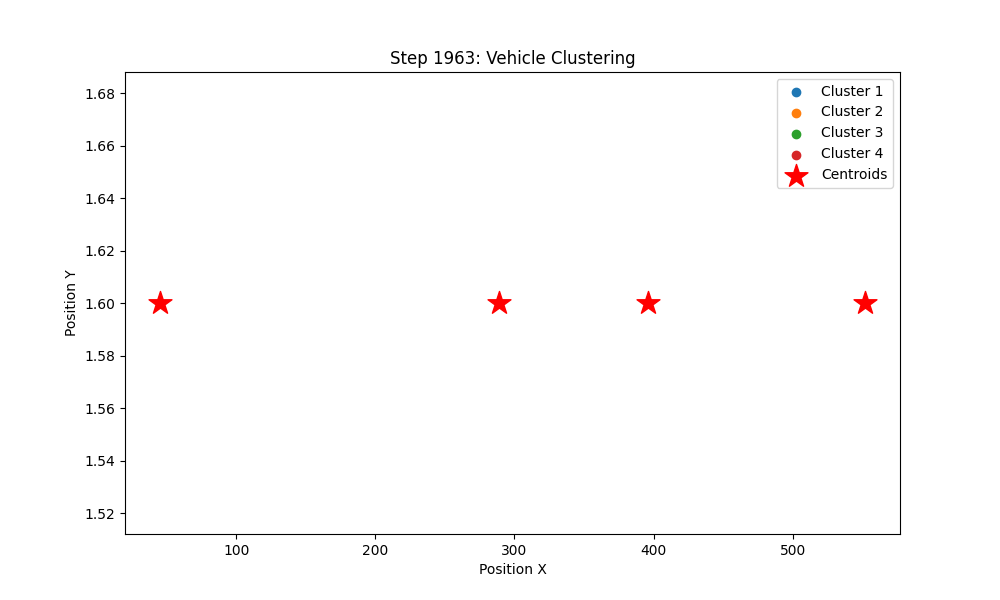 Step 1963: Vehicle Clustering
Cluster 1
Cluster 2
Cluster 3
Cluster 4
Centroids
Position Y
1.68
1.66
1.64
1.62
1.60
1.58
1.56
1.54
1.52
100
200
300
400
500
Position X